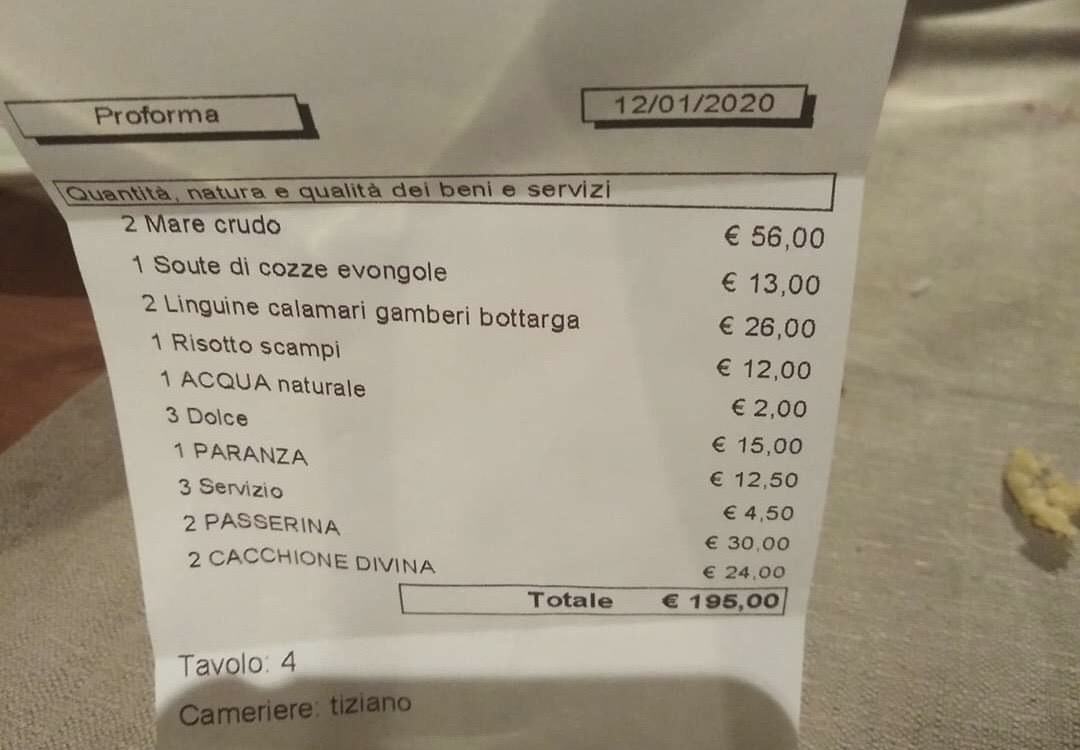 Proforma 12/01/2020
Quantità, natura e qualità dei beni e servizi
2 Mare crudo € 56,00
1 Soute di cozze evongole € 13,00
2 Linguine calamari gamberi bottarga € 26,00
1 Risotto scampi € 12,00
1 ACQUA naturale € 2,00
3 Dolce € 15,00
1 PARANZA € 12,50
3 Servizio € 4,50
2 PASSERINA € 30,00
2 CACCHIONE DIVINA € 24,00
Totale € 195,00
Tavolo: 4
Cameriere: tiziano